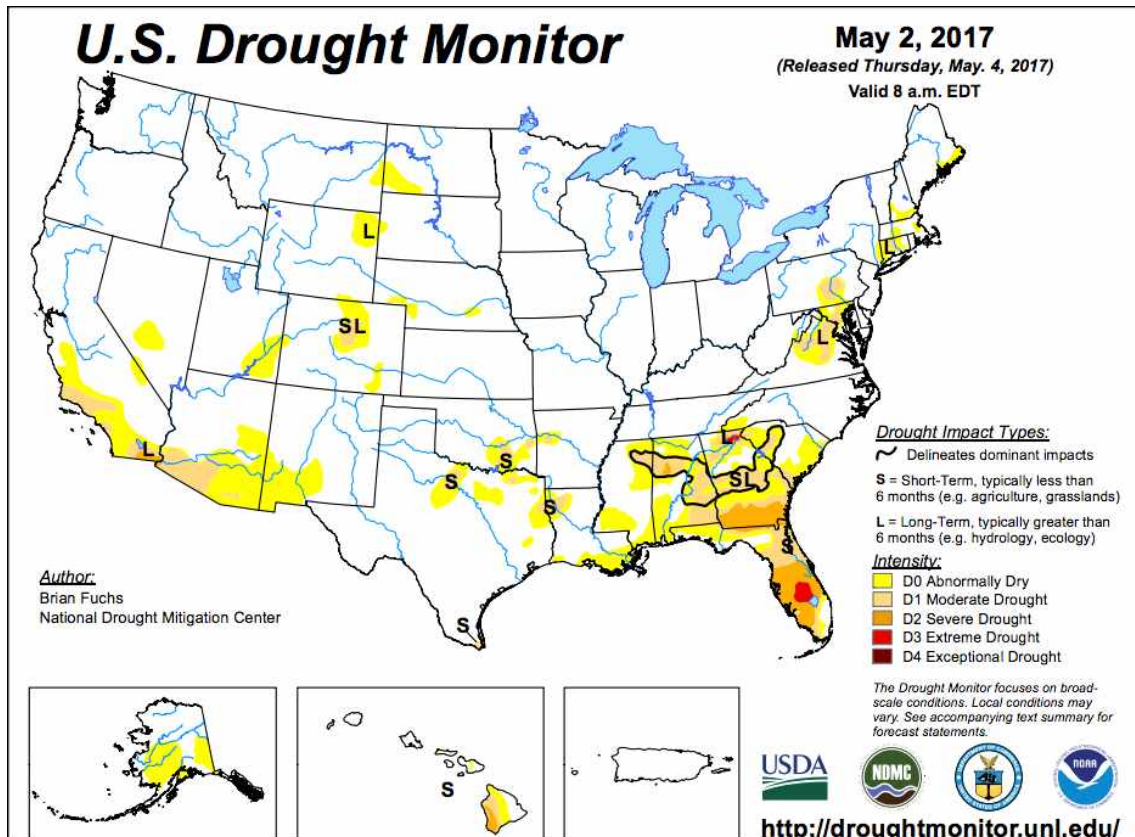 U.S. Drought Monitor
May 2, 2017
(Released Thursday, May. 4, 2017)
Valid 8 a.m. EDT
L
L
S L
L
L
L
S L
S
S
S
S
S
S
Author:
Brian Fuchs
National Drought Mitigation Center
Drought Impact Types:
Delineates dominant impacts
S = Short-Term, typically less than
6 months (e.g. agriculture, grasslands)
L = Long-Term, typically greater than
6 months (e.g. hydrology, ecology)
Intensity:
D0 Abnormally Dry
D1 Moderate Drought
D2 Severe Drought
D3 Extreme Drought
D4 Exceptional Drought
The Drought Monitor focuses on broad-
scale conditions. Local conditions may
vary. See accompanying text summary for
forecast statements.
USDA
NDMC
NOAA
http://droughtmonitor.unl.edu/